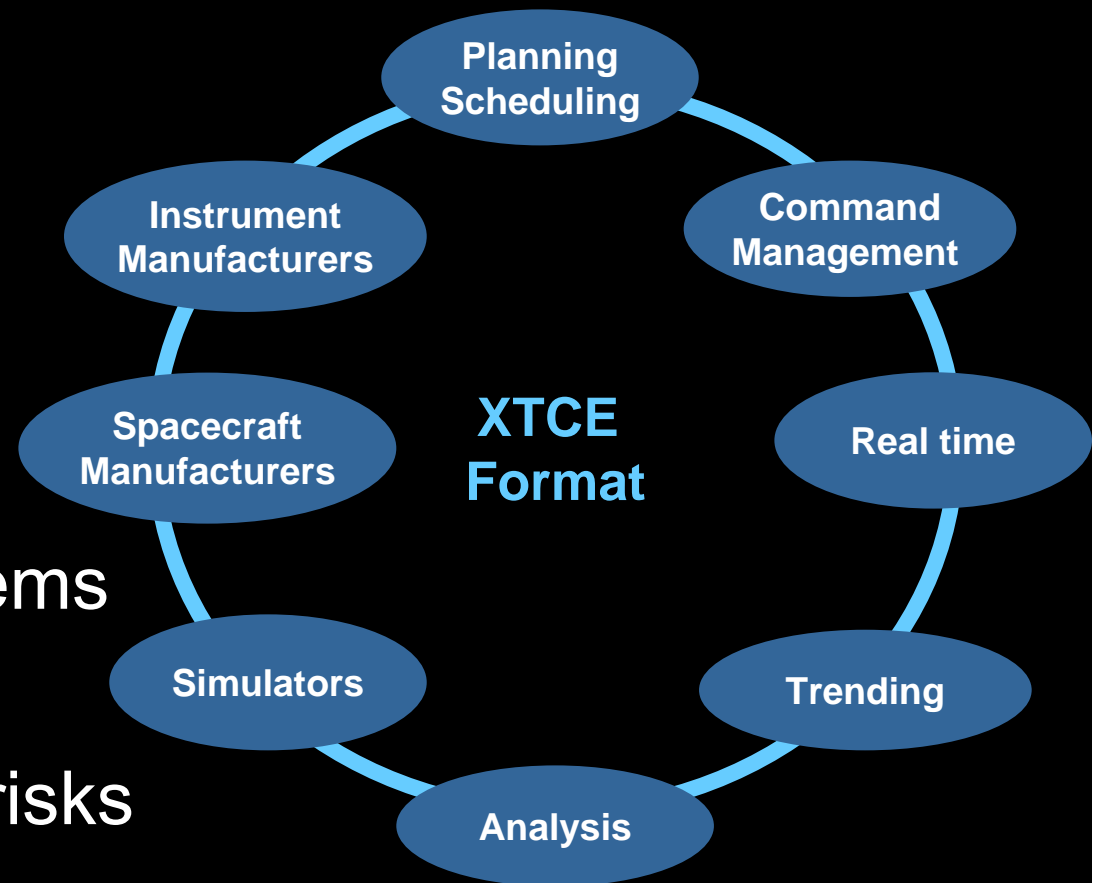 Planning
Scheduling
Instrument
Manufacturers
Command
Management
XTCE
Format
Spacecraft
Manufacturers
Real time
ems
Simulators
Trending
risks
Analysis